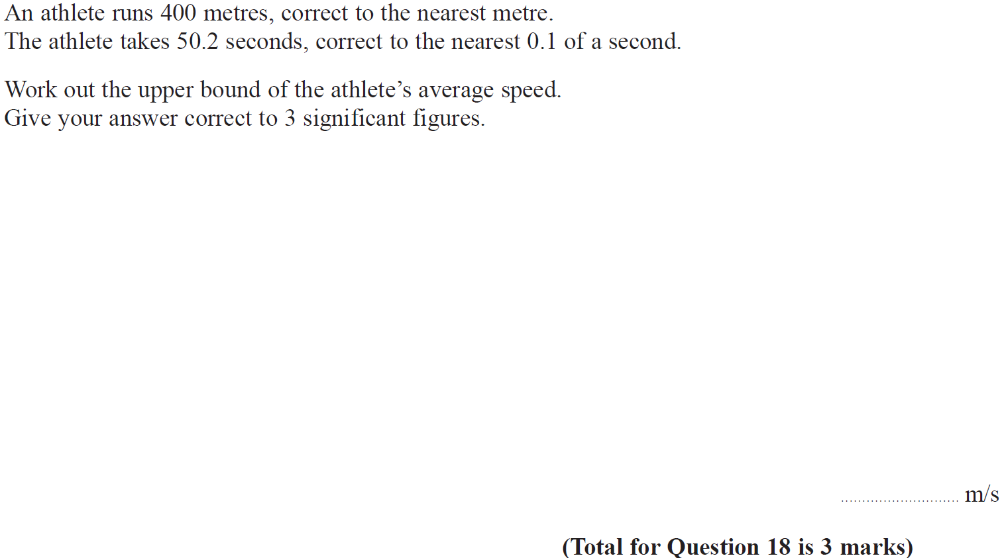 An athlete runs 400 metres, correct to the nearest metre.
The athlete takes 50.2 seconds, correct to the nearest 0.1 of a second.
Work out the upper bound of the athlete’s average speed.
Give your answer correct to 3 significant figures.
........................... m/s
(Total for Question 18 is 3 marks)